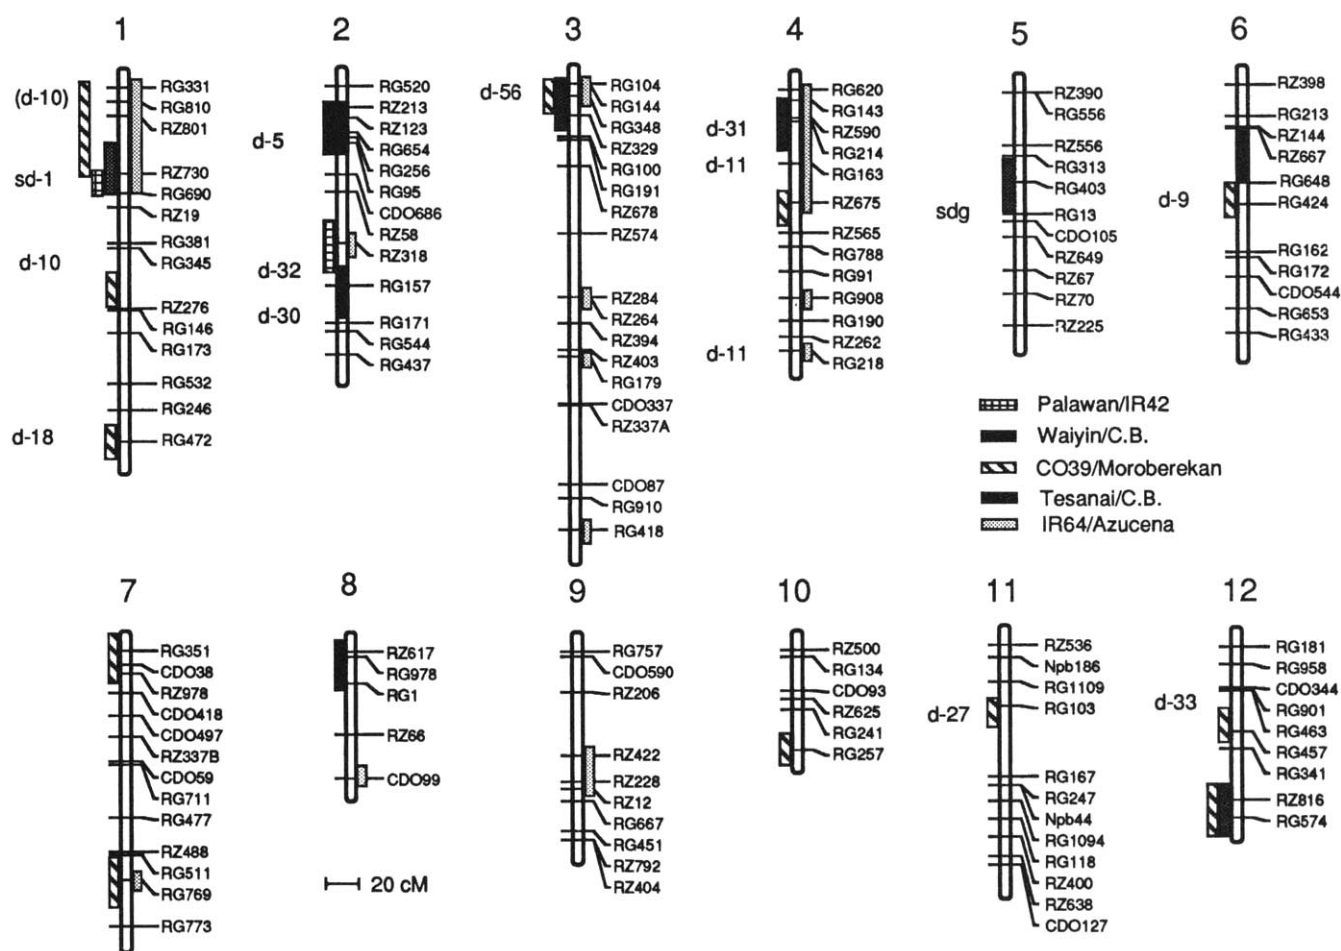 1
(d-10)
sd-1
d-10
d-18
RG331
RG810
RZ801
RZ730
RG690
RZ19
RG381
RG345
RZ276
RG146
RG173
RG532
RG246
RG472
2
d-5
d-32
d-30
RG520
RZ213
RZ123
RG654
RG256
RG95
CDO686
RZ58
RZ318
RG157
RG171
RG544
RG437
3
d-56
RG104
RG144
RG348
RZ329
RG100
RG191
RZ678
RZ574
RZ284
RZ264
RZ394
RZ403
RG179
CDO337
RZ337A
CDO87
RG910
RG418
4
d-31
d-11
d-11
RG620
RG143
RZ590
RG214
RG163
RZ675
RZ565
RG788
RG91
RG908
RG190
RZ262
RG218
5
sdg
RZ390
RG556
RZ556
RG313
RG403
RG13
CDO105
RZ649
RZ67
RZ70
RZ225
6
d-9
RZ398
RG213
RZ144
RZ667
RG648
RG424
RG162
RG172
CDO544
RG653
RG433
Palawan/IR42
Waiyin/C.B.
CO39/Moroberekan
Tesanai/C.B.
IR64/Azucena
7
RG351
CDO38
RZ978
CDO418
CDO497
RZ337B
CDO59
RG711
RG477
RZ488
RG511
RG769
RG773
8
RZ617
RG978
RG1
RZ66
CDO99
20 cM
9
RG757
CDO590
RZ206
RZ422
RZ228
RZ12
RG667
RG451
RZ792
RZ404
10
RZ500
RG134
CDO93
RZ625
RG241
RG257
11
d-27
RZ536
Npb186
RG1109
RG103
RG167
RG247
Npb44
RG1094
RG118
RZ400
RZ638
CDO127
12
d-33
RG181
RG958
CDO344
RG901
RG463
RG457
RG341
RZ816
RG574